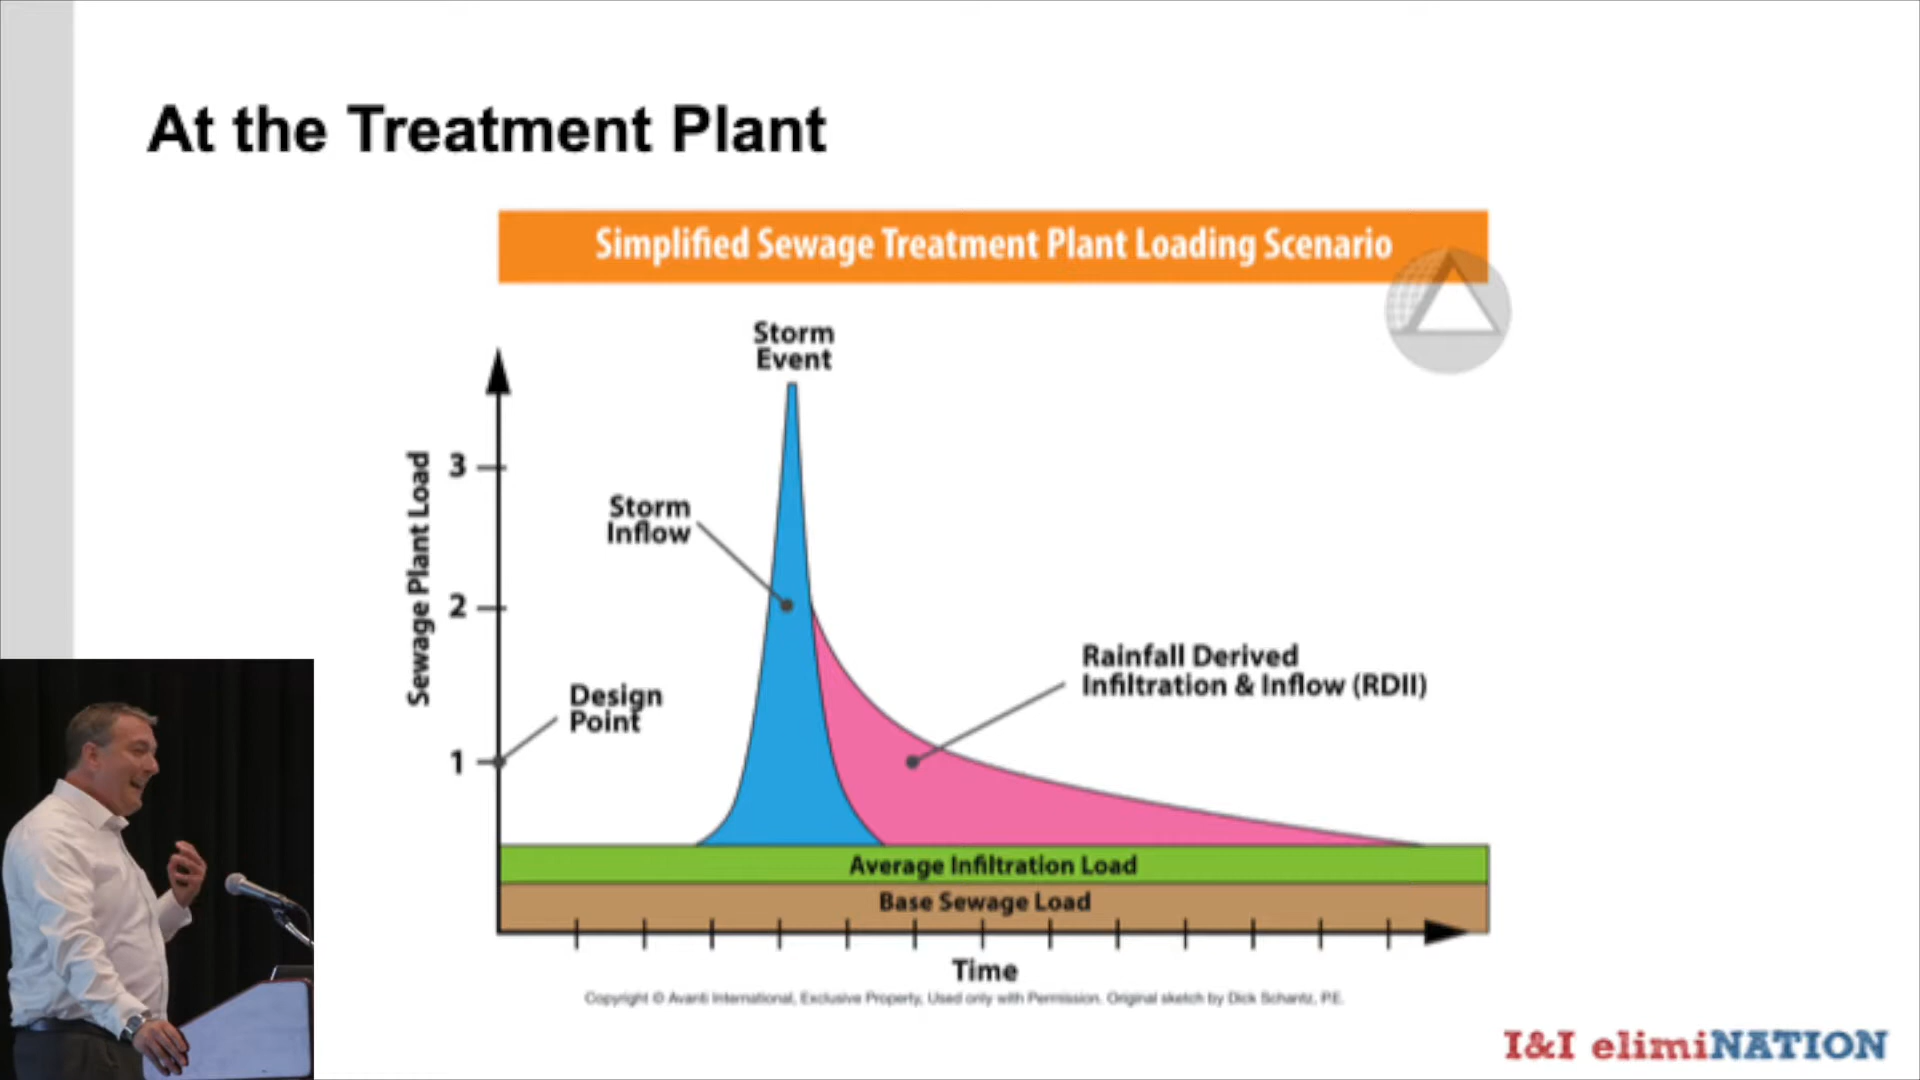 At the Treatment Plant
Simplified Sewage Treatment Plant Loading Scenario
Storm
Event
Sewage Plant Load
3
Storm
Inflow
2
Rainfall Derived
Infiltration & Inflow (RDII)
Design
Point
1
Average Infiltration Load
Base Sewage Load
Time
Copyright © Avanti International, Exclusive Property, Used only with Permission. Original sketch by Dick Schantz, P.E.
I&I elimiNATION